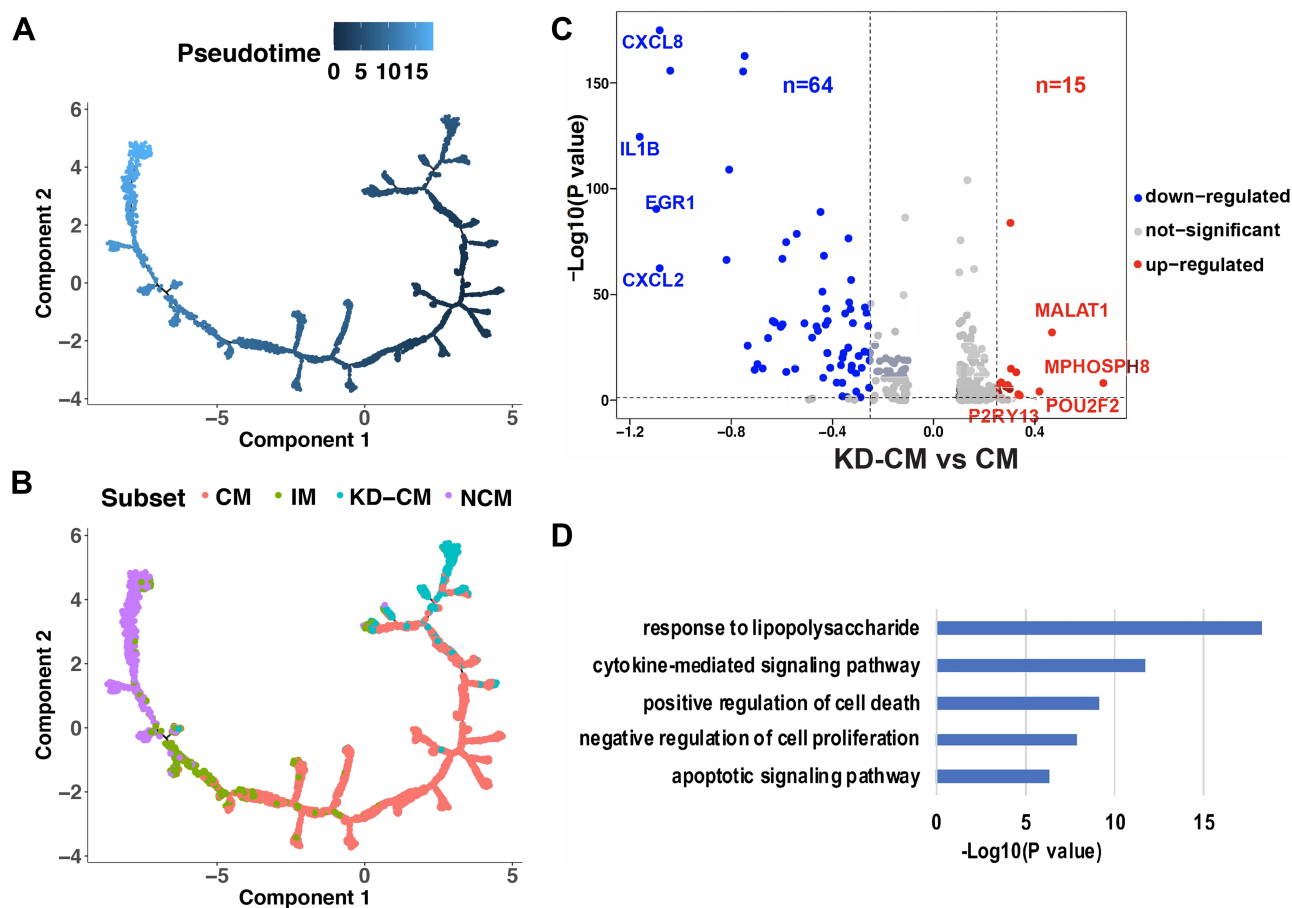 A
Pseudotime
0 5 10 15
6
4
2
0
−2
−4
Component 2
−5 0 5
Component 1
B
Subset CM IM KD−CM NCM
6
4
2
0
−2
−4
Component 2
−5 0 5
Component 1
C
CXCL8
n=64
n=15
150
IL1B
100
EGR1
CXCL2
50
0
−Log10(P value)
MALAT1
MPHOSPH8
POU2F2
P2RY13
−1.2 −0.8 −0.4 0.0 0.4
KD-CM vs CM
down−regulated
not−significant
up−regulated
D
response to lipopolysaccharide
cytokine-mediated signaling pathway
positive regulation of cell death
negative regulation of cell proliferation
apoptotic signaling pathway
0 5 10 15
-Log10(P value)